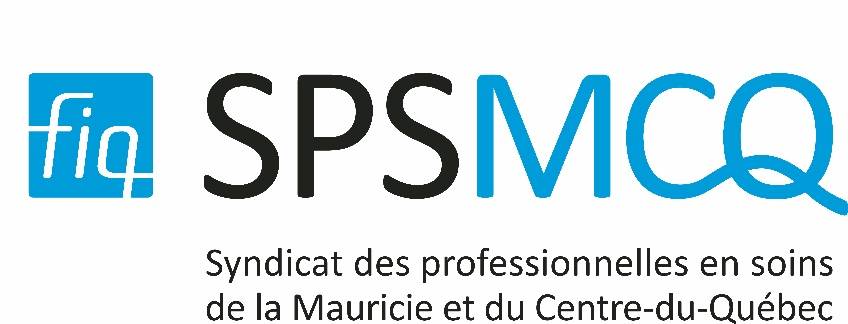 fiq SPSMCQ
Syndicat des professionnelles en soins
de la Mauricie et du Centre-du-Québec